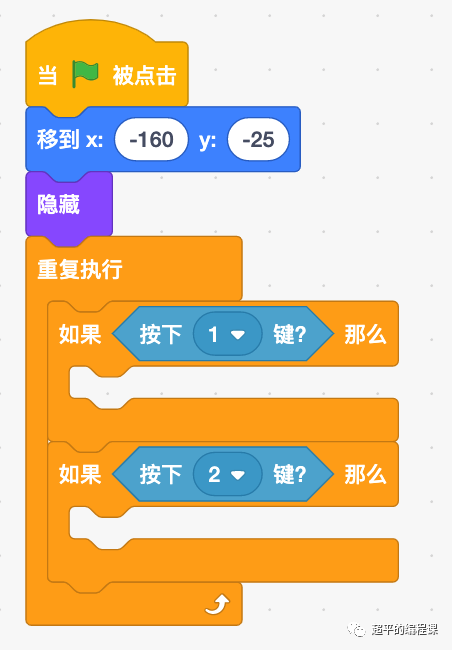 当 被点击
移到 x: -160 y: -25
隐藏
重复执行
如果 按下 1 键? 那么
如果 按下 2 键? 那么
超平的编程课